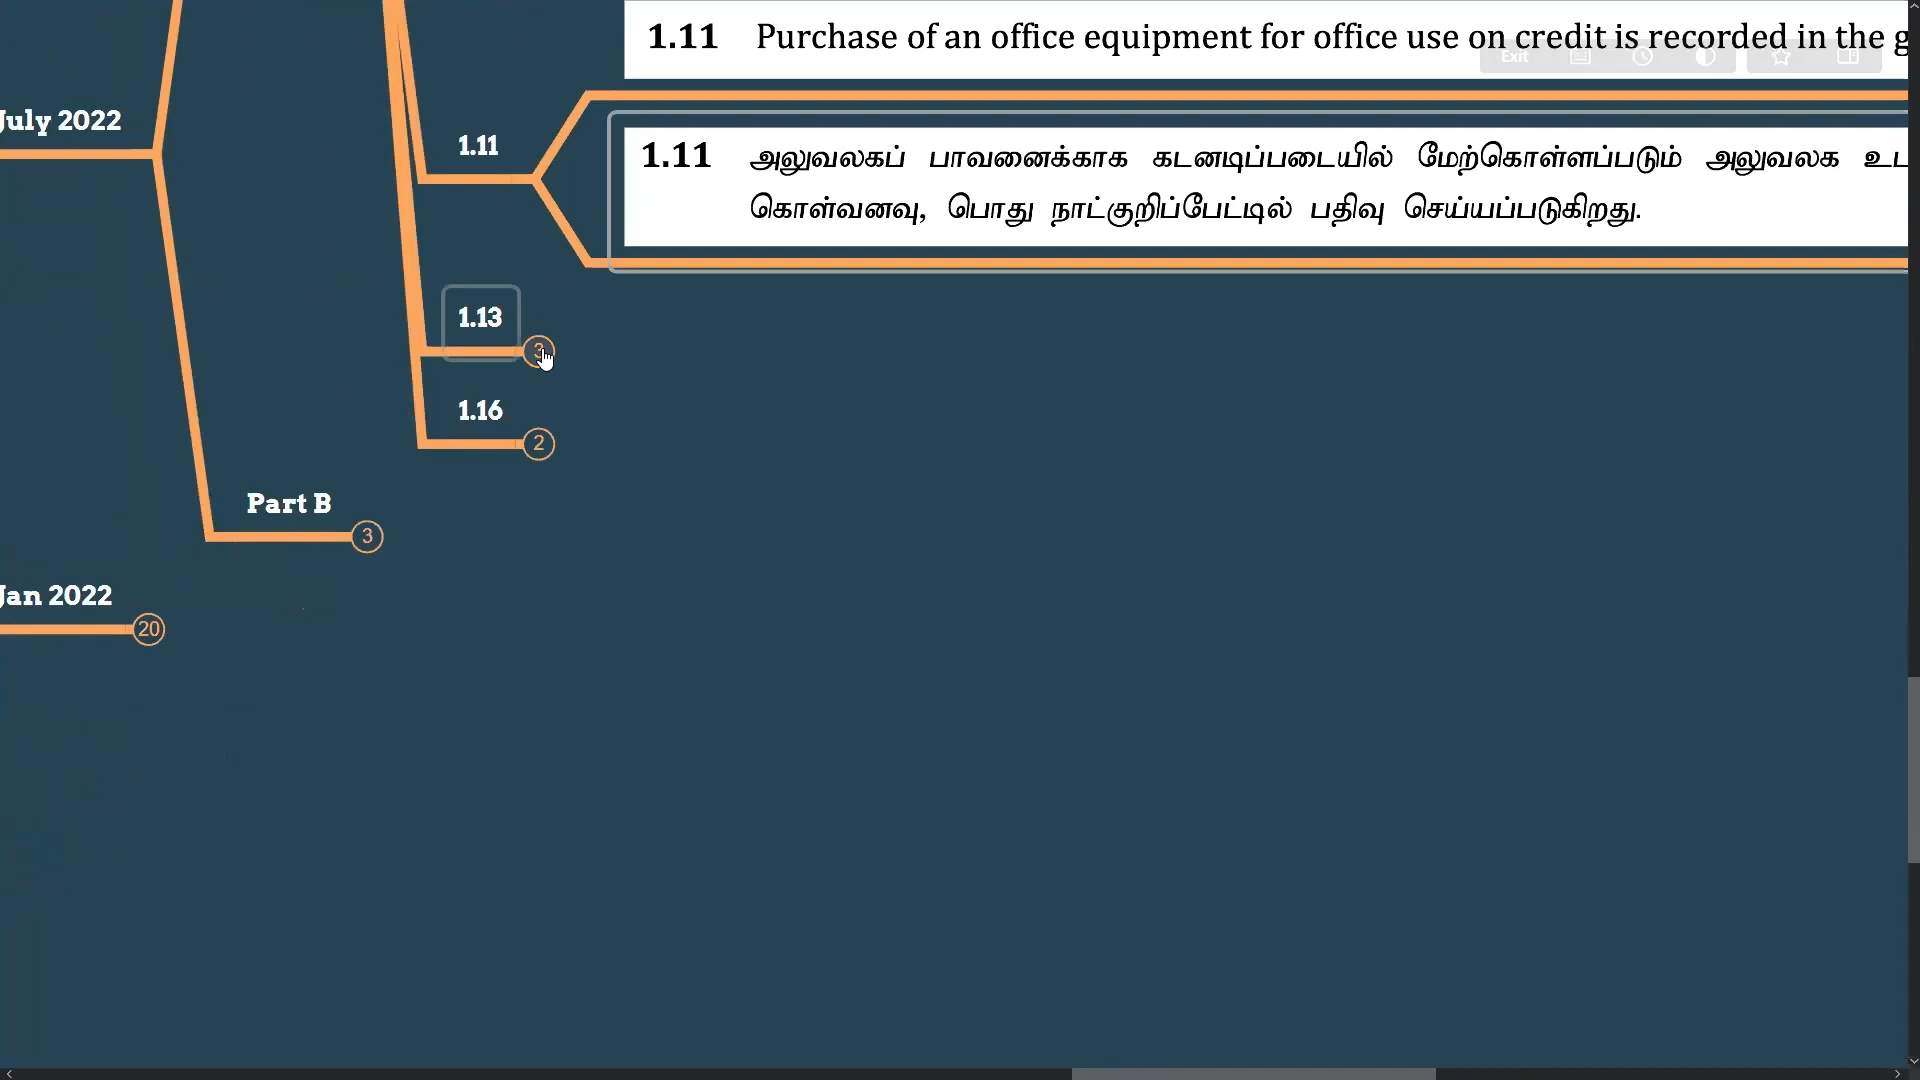 1.11 Purchase of an office equipment for office use on credit is recorded in the
Exit
July 2022
1.11
1.11 அலுவலகப் பாவனைக்காக கடனடிப்படையில் மேற்கொள்ளப்படும் அலுவலக
கொள்வனவு, பொது நாட்குறிப்பேட்டில் பதிவு செய்யப்படுகிறது.
1.13
3
1.16
2
Part B
3
Jan 2022
20